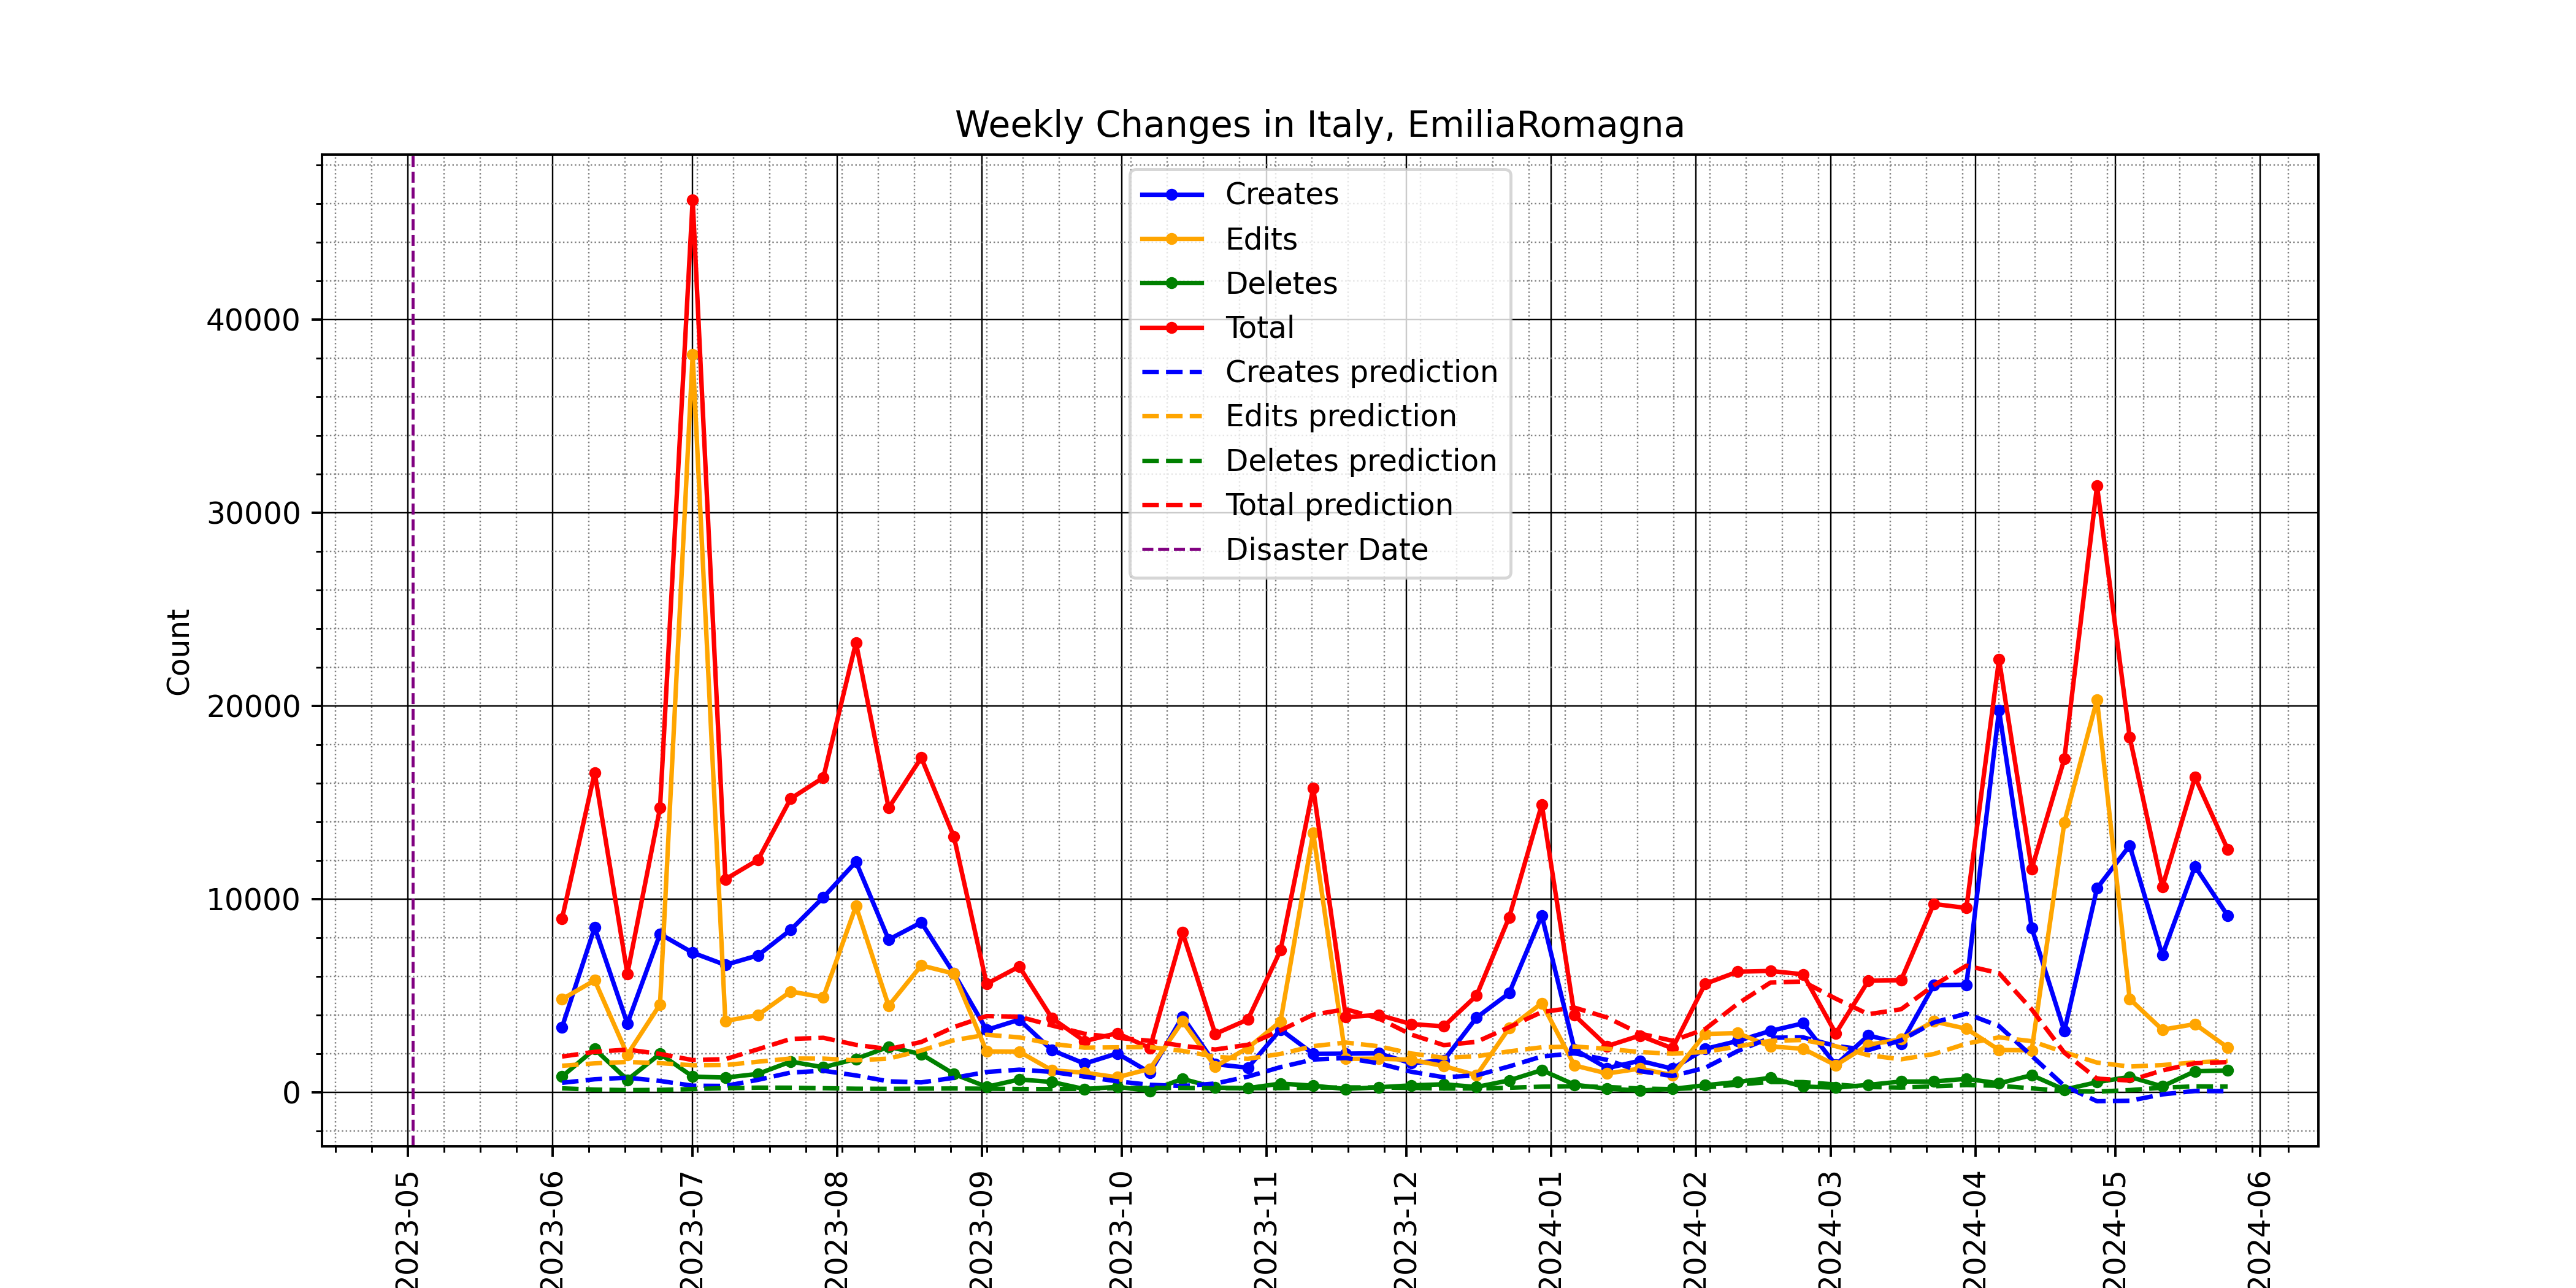 Weekly Changes in Italy, EmiliaRomagna
Creates
Edits
Deletes
Total
Creates prediction
Edits prediction
Deletes prediction
Total prediction
Disaster Date
Count
40000
30000
20000
10000
0
2023-05
2023-06
2023-07
2023-08
2023-09
2023-10
2023-11
2023-12
2024-01
2024-02
2024-03
2024-04
2024-05
2024-06